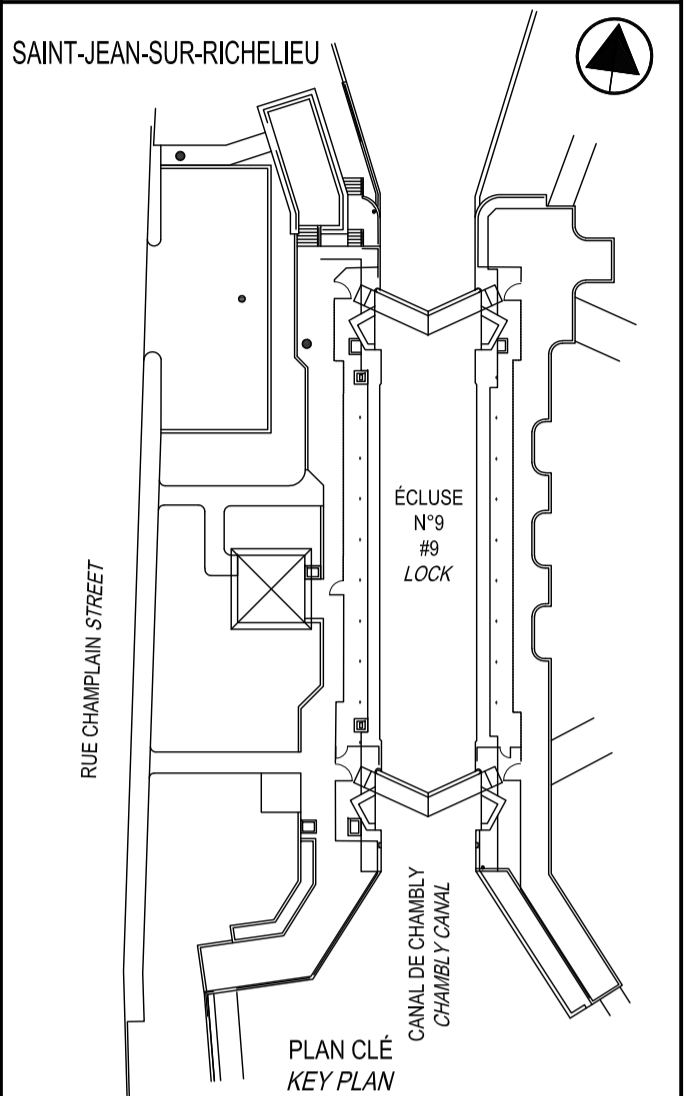 SAINT-JEAN-SUR-RICHELIEU
ÉCLUSE
N°9
#9
LOCK
RUE CHAMPLAIN STREET
CANAL DE CHAMBLY
CHAMBLY CANAL
PLAN CLÉ
KEY PLAN